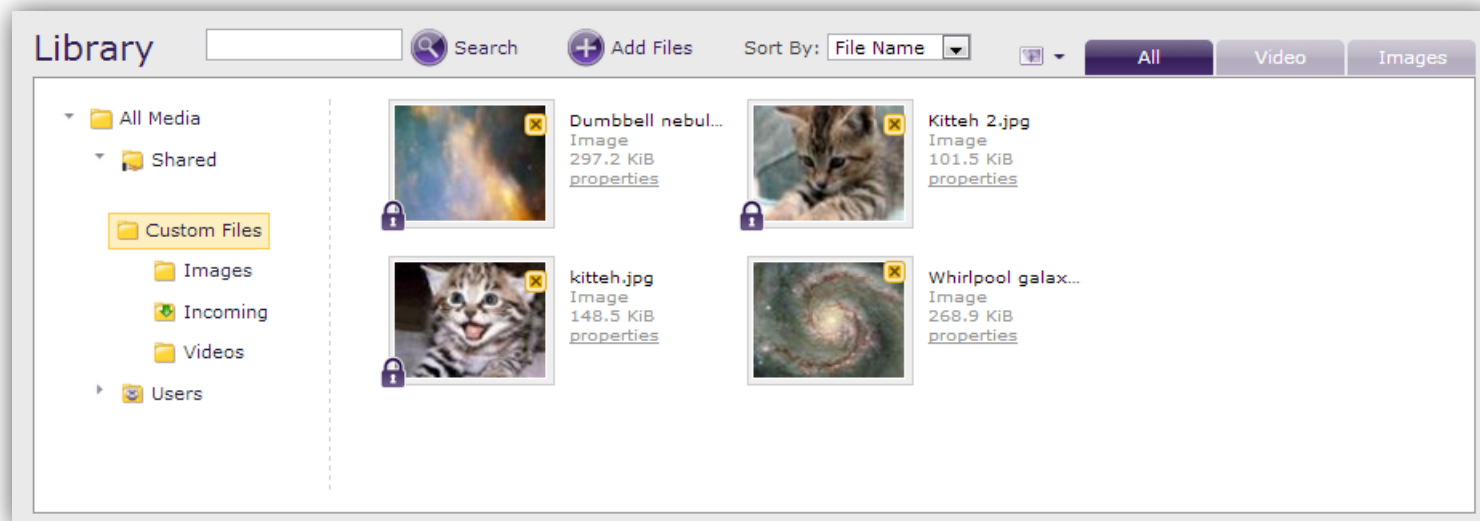 Library
Search
Add Files
Sort By: File Name
All
Video
Images
All Media
Shared
Custom Files
Images
Incoming
Videos
Users
Dumbbell nebul...
Image
297.2 KiB
properties
Kitteh 2.jpg
Image
101.5 KiB
properties
kitteh.jpg
Image
148.5 KiB
properties
Whirlpool galax...
Image
268.9 KiB
properties